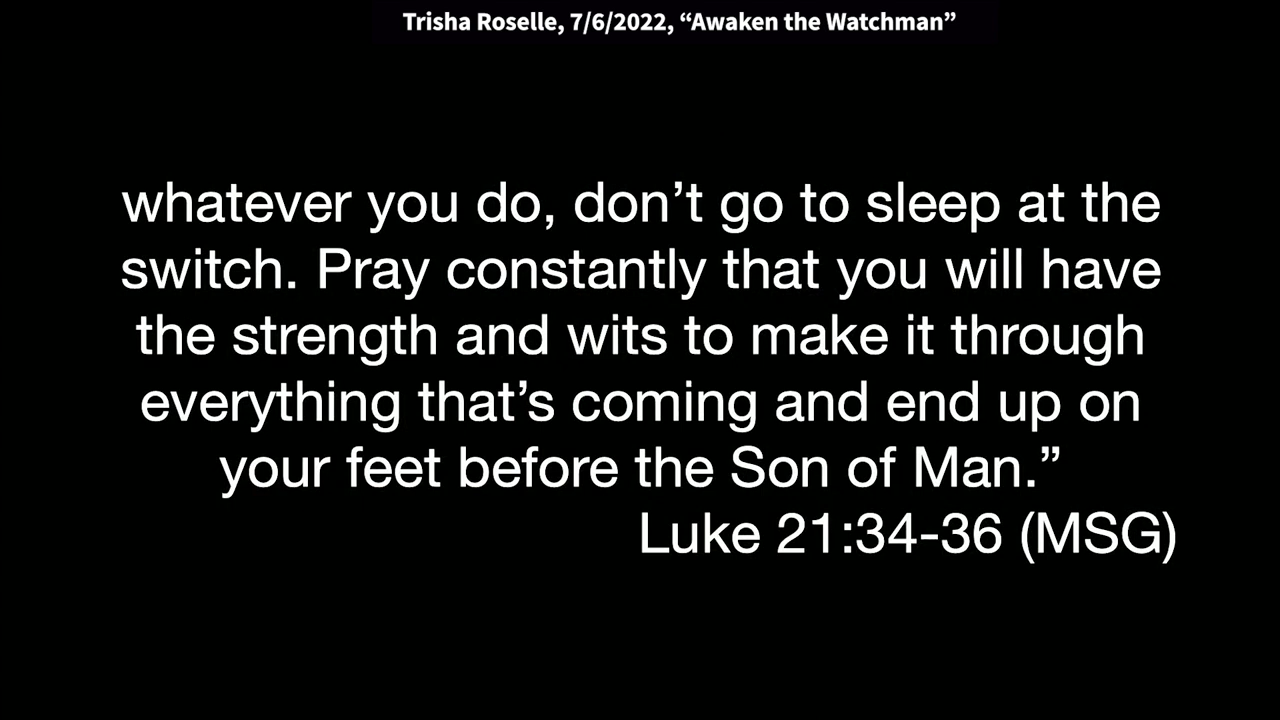 Trisha Roselle, 7/6/2022, “Awaken the Watchman”
whatever you do, don’t go to sleep at the
switch. Pray constantly that you will have
the strength and wits to make it through
everything that’s coming and end up on
your feet before the Son of Man.”
Luke 21:34-36 (MSG)